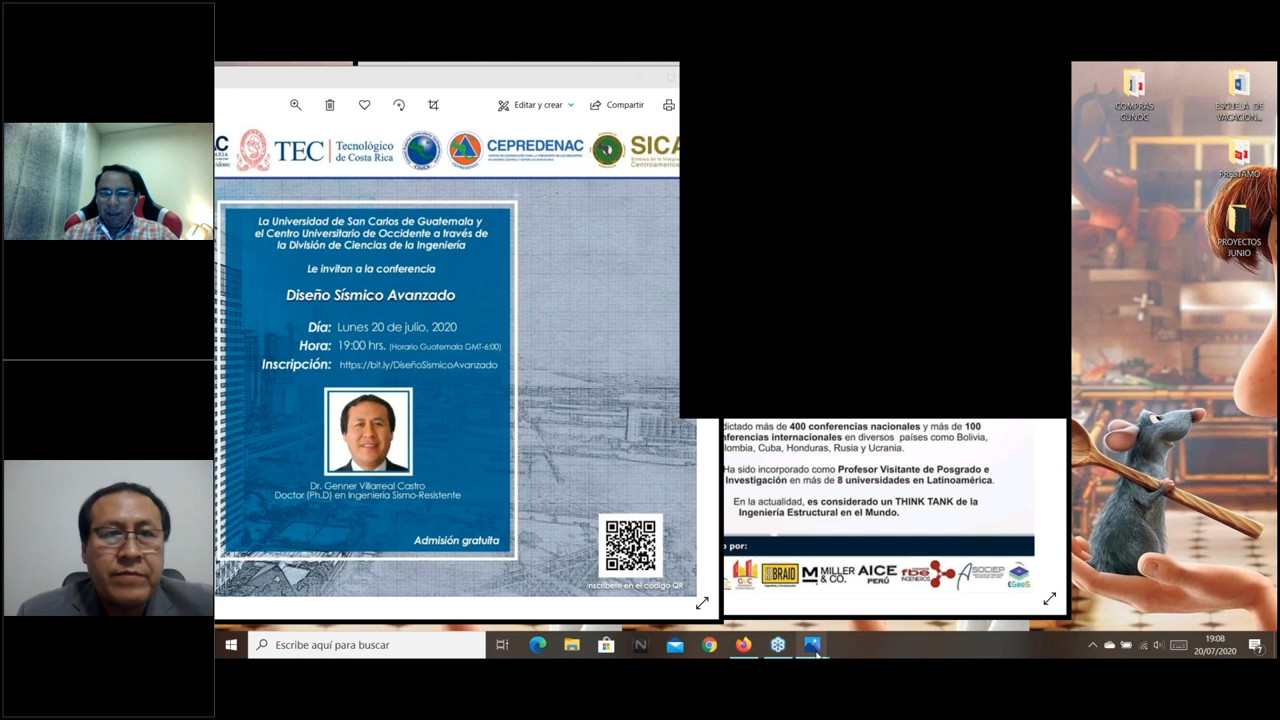 Editar y crear
Compartir
TEC | Tecnológico
de Costa Rica
CEPREDENAC
SICA
La Universidad de San Carlos de Guatemala y
el Centro Universitario de Occidente a través de
la División de Ciencias de la Ingeniería
Le invitan a la conferencia
Diseño Sísmico Avanzado
Día: Lunes 20 de julio, 2020
Hora: 19:00 hrs. (Horario Guatemala GMT-6:00)
Inscripción: https://bit.ly/DiseñoSismicoAvanzado
Dr. Genner Villarreal Castro
Doctor (Ph.D) en Ingeniería Sismo-Resistente
Admisión gratuita
nscríbete en el código QR
dictado más de 400 conferencias nacionales y más de 100
nferencias internacionales en diversos países como Bolivia,
lombia, Cuba, Honduras, Rusia y Ucrania.
Ha sido incorporado como Profesor Visitante de Posgrado e
Investigación en más de 8 universidades en Latinoamérica.
En la actualidad, es considerado un THINK TANK de la
Ingeniería Estructural en el Mundo.
o por:
BRAID
MILLER
& CO.
AICE
PERÚ
INGENIEROS
ASOCIEP
EGeoS
COMPRAS
CUNOC
ESCUELA DE
VACACION...
PRESTAMO
PROYECTOS
JUNIO
Escribe aquí para buscar
19:08
20/07/2020
7